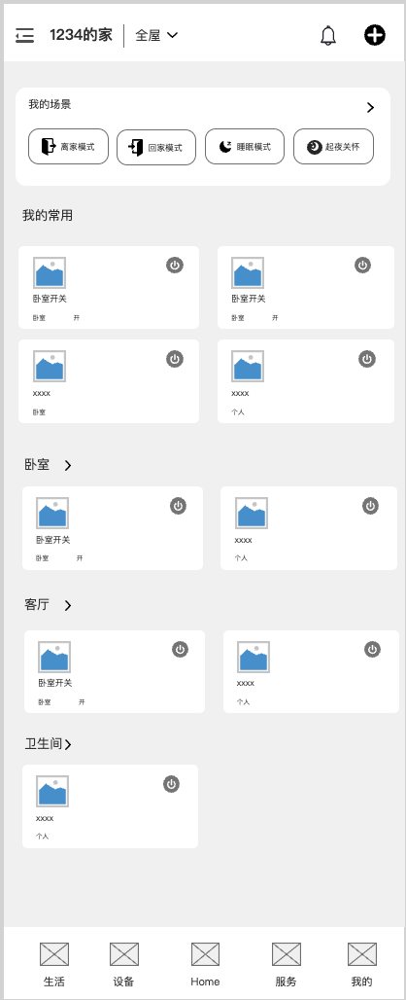 1234的家 全屋
我的场景
离家模式 回家模式 睡眠模式 起夜关怀
我的常用
卧室开关 卧室开关
卧室 开 卧室 开
xxxx xxxx
卧室 个人
卧室
卧室开关 xxxx
卧室 开 个人
客厅
卧室开关 xxxx
卧室 开 个人
卫生间
xxxx
个人
生活 设备 Home 服务 我的